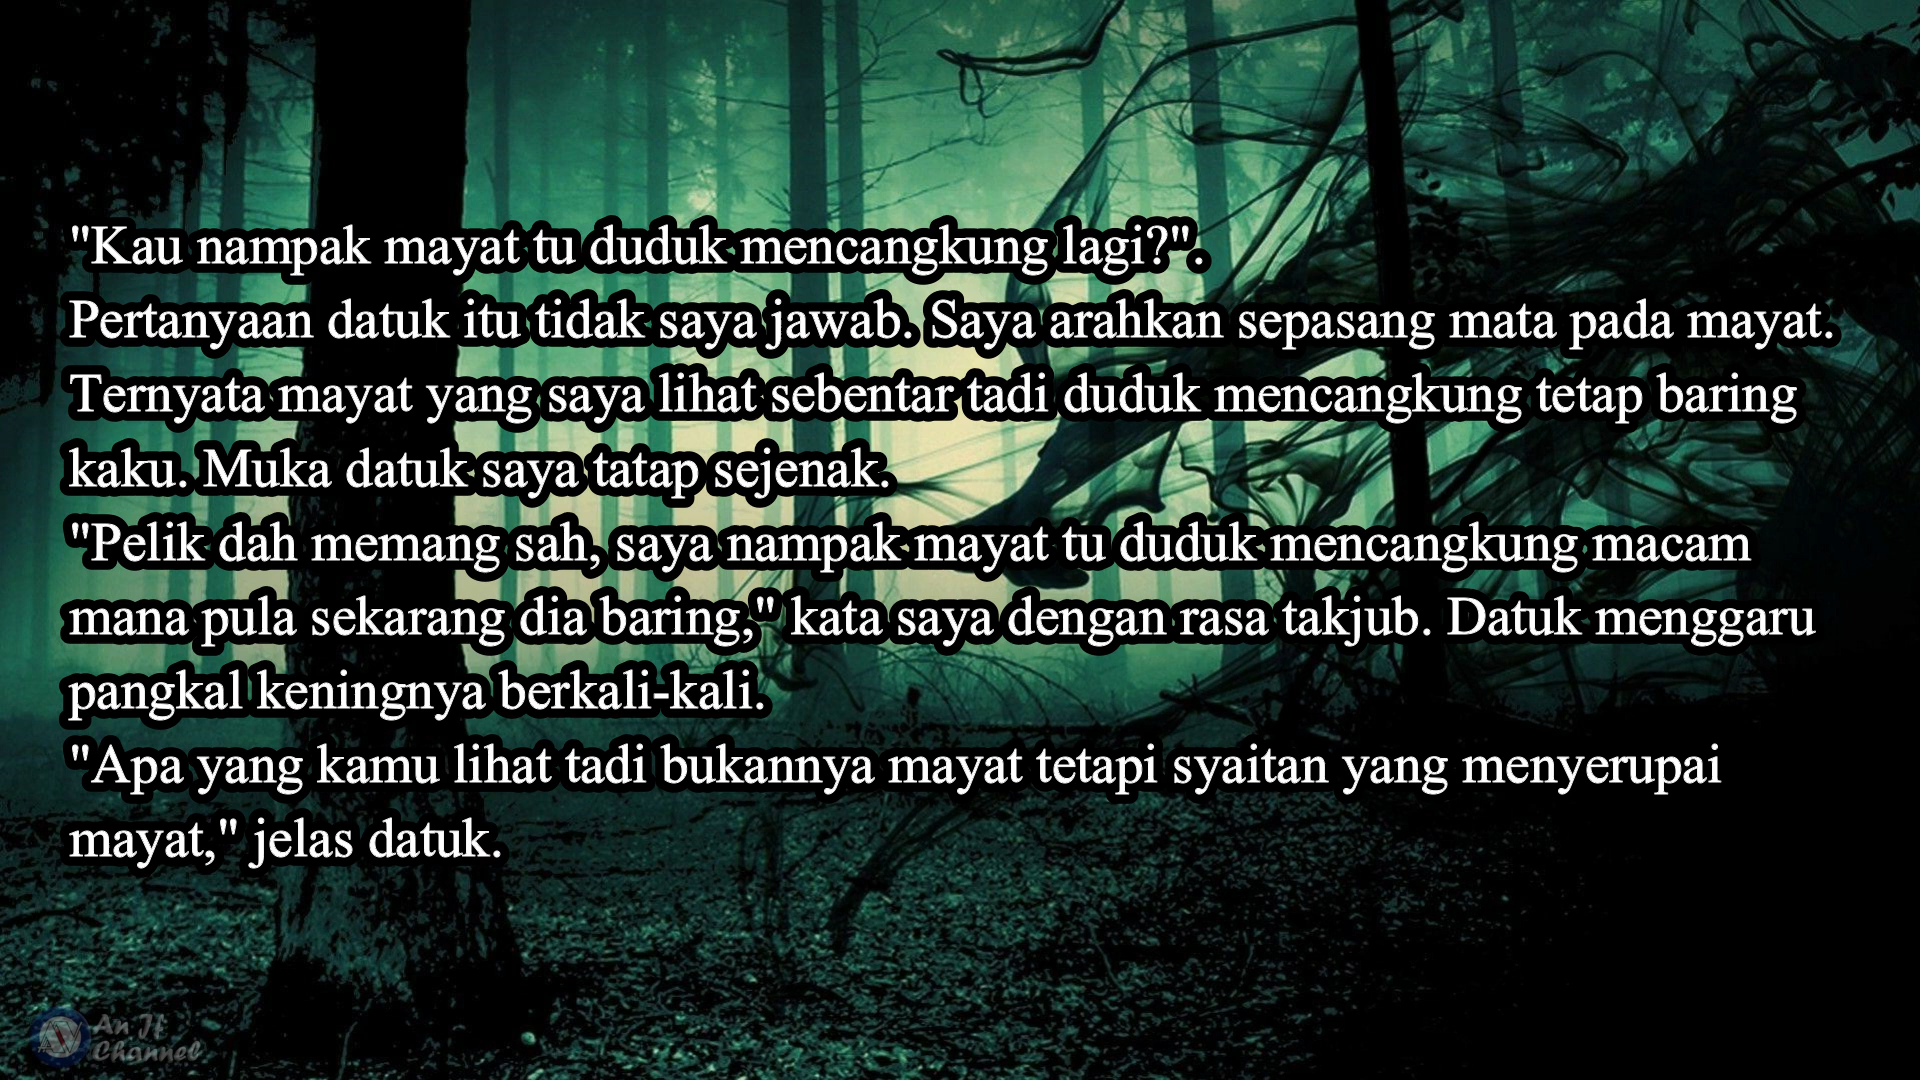 "Kau nampak mayat tu duduk mencangkung lagi?".
Pertanyaan datuk itu tidak saya jawab. Saya arahkan sepasang mata pada mayat.
Ternyata mayat yang saya lihat sebentar tadi duduk mencangkung tetap baring
kaku. Muka datuk saya tatap sejenak.
"Pelik dah memang sah, saya nampak mayat tu duduk mencangkung macam
mana pula sekarang dia baring," kata saya dengan rasa takjub. Datuk menggaru
pangkal keningnya berkali-kali.
"Apa yang kamu lihat tadi bukannya mayat tetapi syaitan yang menyerupai
mayat," jelas datuk.
An Jf
Channel